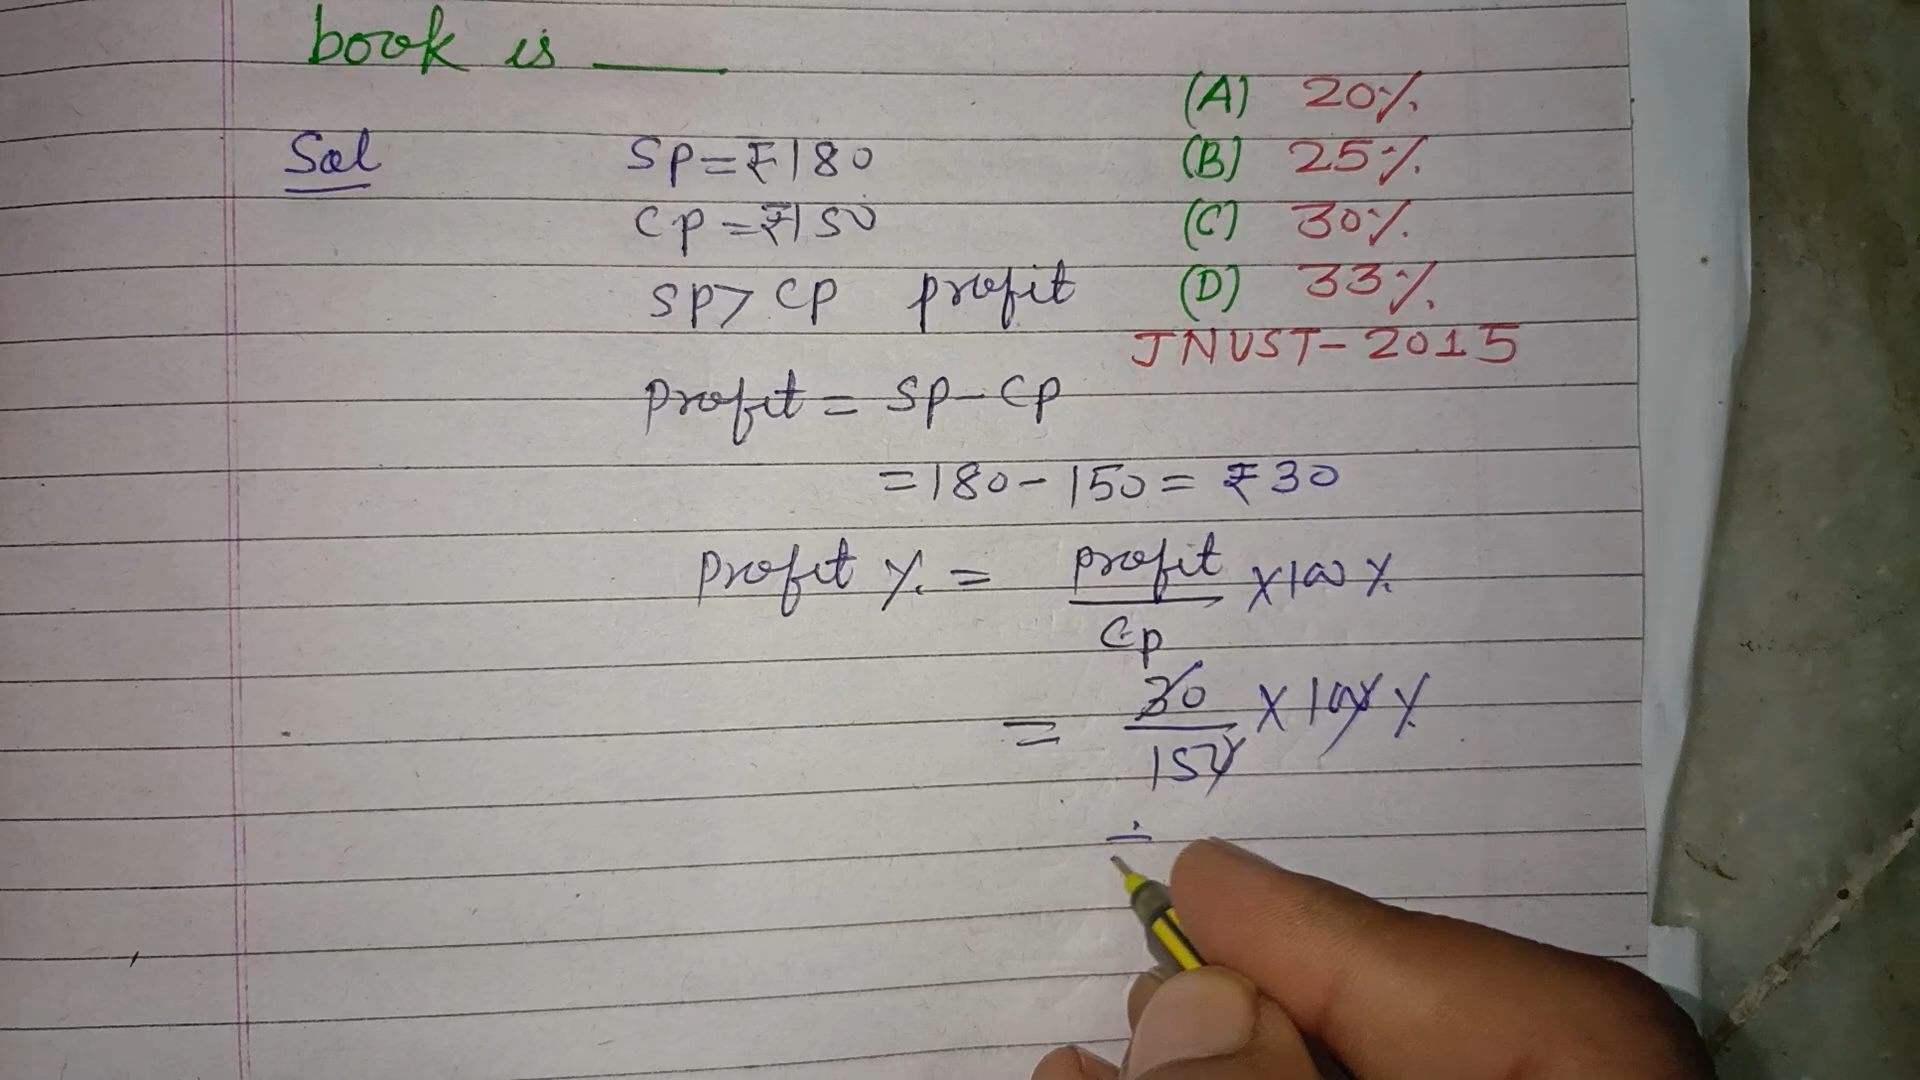 book is ____
(A) 20%
Sol SP=₹180 (B) 25%
CP=₹150 (C) 30%
SP> CP profit (D) 33%
JNVST-2015
Profit = SP-CP
=180-150= ₹30
Profit %= profit/CP ×100%
= 30/150 ×100%
=